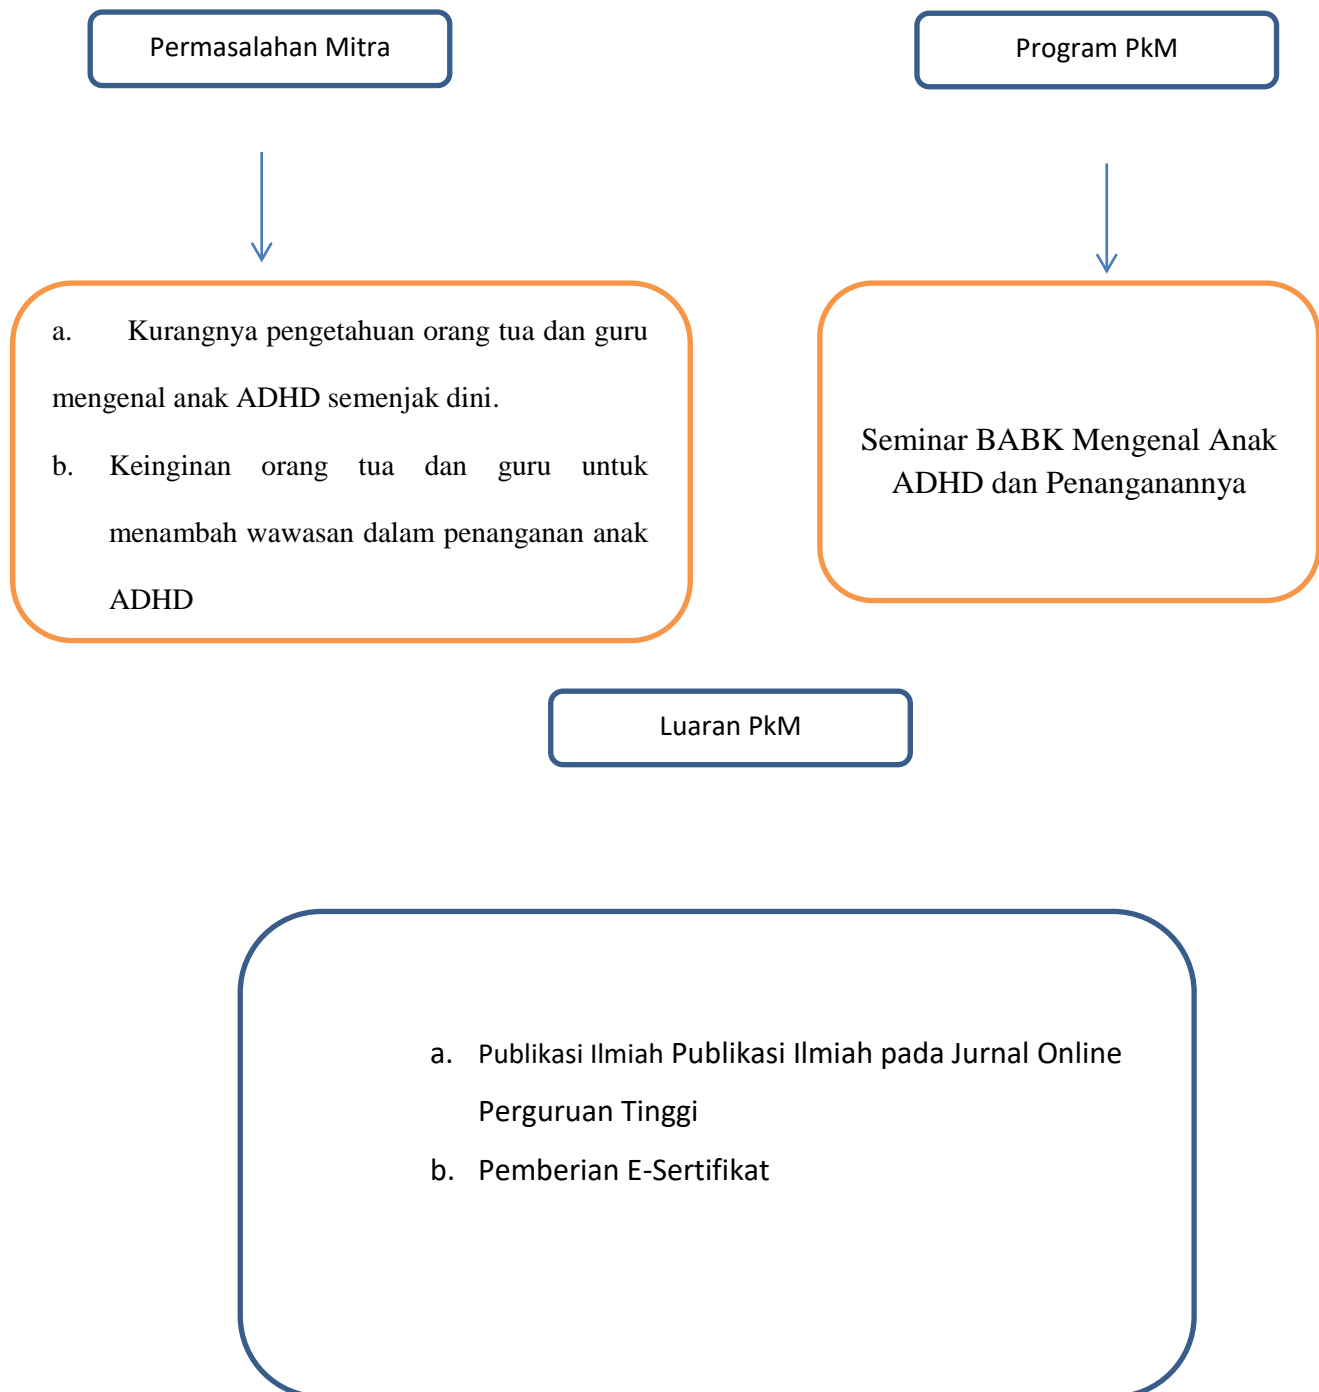 Permasalahan Mitra
Program PkM
a. Kurangnya pengetahuan orang tua dan guru
mengenal anak ADHD semenjak dini.
b. Keinginan orang tua dan guru untuk
menambah wawasan dalam penanganan anak
ADHD
Seminar BABK Mengenal Anak
ADHD dan Penanganannya
Luaran PkM
a. Publikasi Ilmiah Publikasi Ilmiah pada Jurnal Online
Perguruan Tinggi
b. Pemberian E-Sertifikat